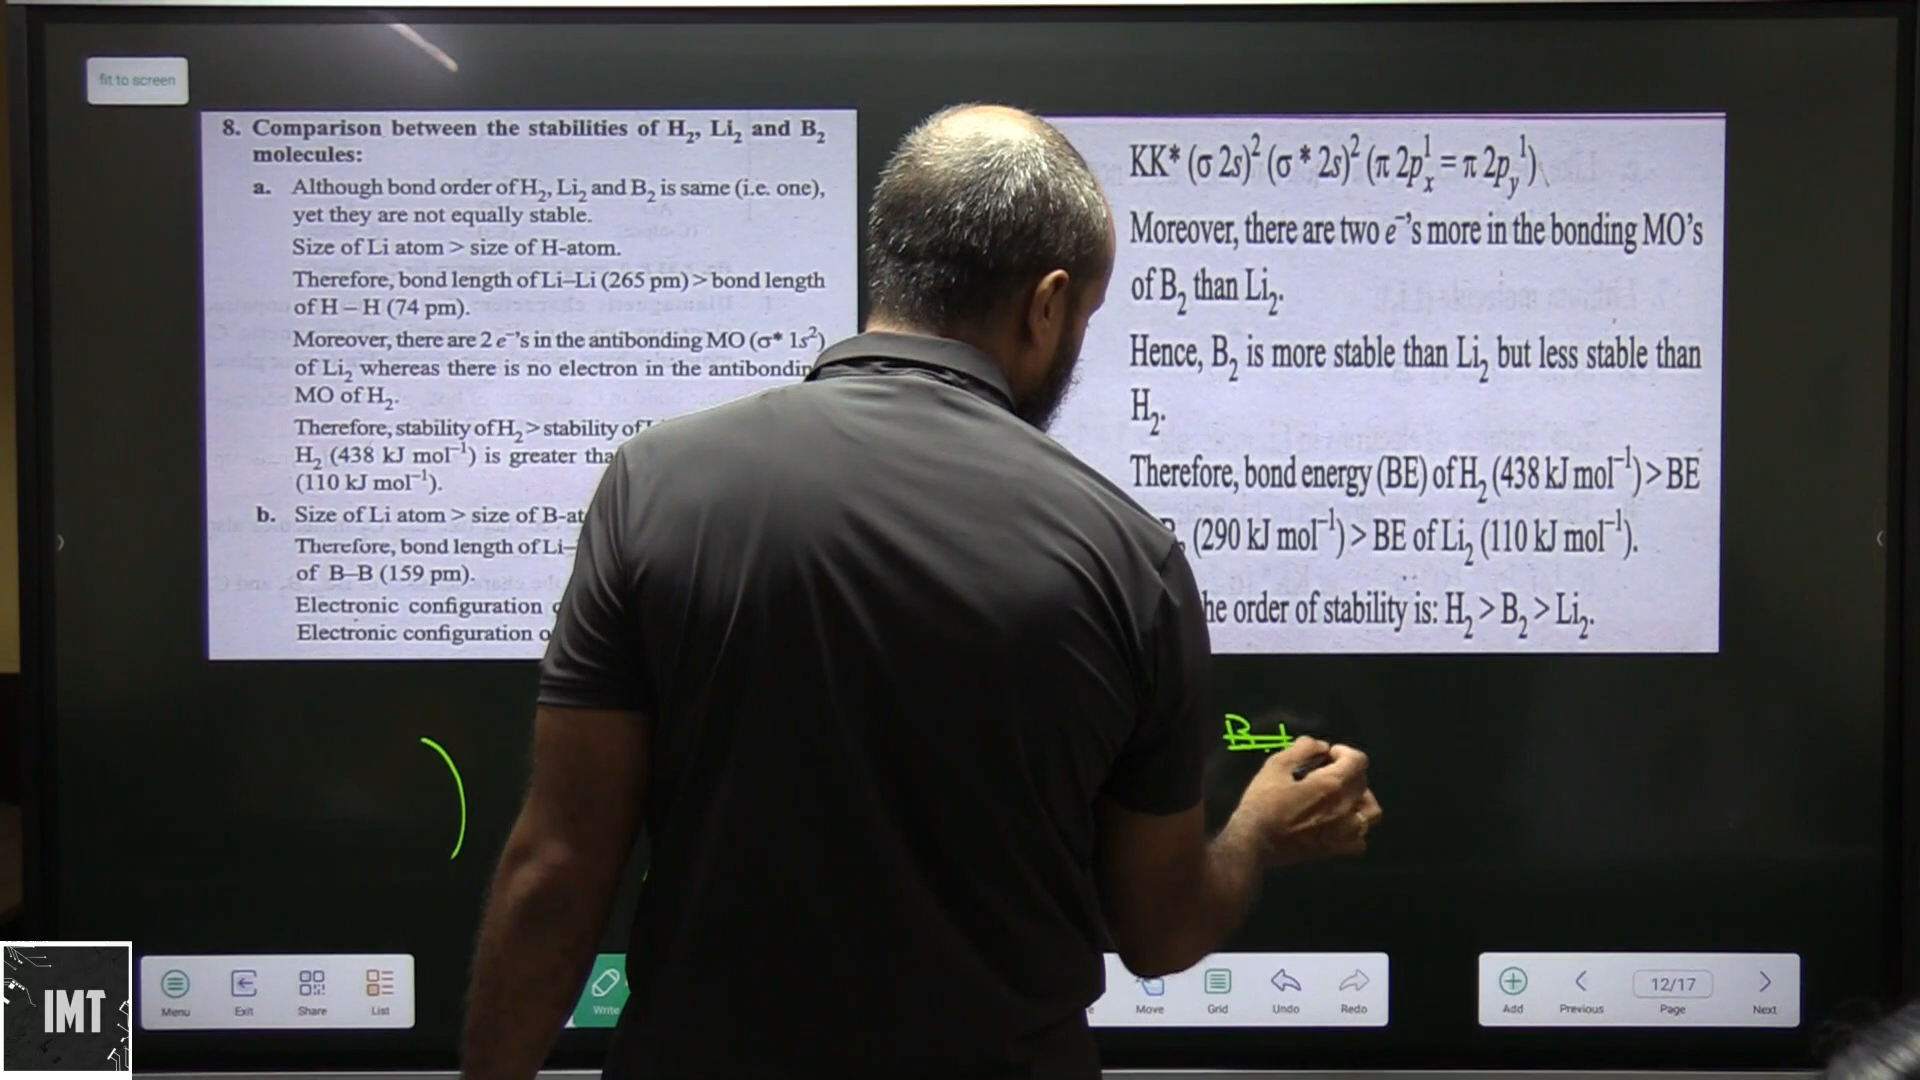 fit to screen
8. Comparison between the stabilities of H₂, Li₂ and B₂
molecules:
a. Although bond order of H₂, Li₂ and B₂ is same (i.e. one),
yet they are not equally stable.
Size of Li atom > size of H-atom.
Therefore, bond length of Li–Li (265 pm) > bond length
of H – H (74 pm).
Moreover, there are 2 e⁻'s in the antibonding MO (σ* 1s²)
of Li₂ whereas there is no electron in the
MO of H₂.
Therefore, stability of H₂ > stability of
H₂ (438 kJ mol⁻¹) is greater
(110 kJ mol⁻¹).
b. Size of Li atom > size of
Therefore, bond length of
of B–B (159 pm).
Electronic configuration
Electronic configuration
KK* (σ 2s)² (σ * 2s)² (π 2pₓ¹ = π 2p_y¹)
Moreover, there are two e⁻'s more in the bonding MO's
of B₂ than Li₂.
Hence, B₂ is more stable than Li₂ but less stable than
H₂.
Therefore, bond energy (BE) of H₂ (438 kJ mol⁻¹) > BE
(290 kJ mol⁻¹) > BE of Li₂ (110 kJ mol⁻¹).
order of stability is: H₂ > B₂ > Li₂.
Menu
Exit
Share
List
Write
Move
Grid
Undo
Redo
Add
Previous
12/17
Page
Next
IMT